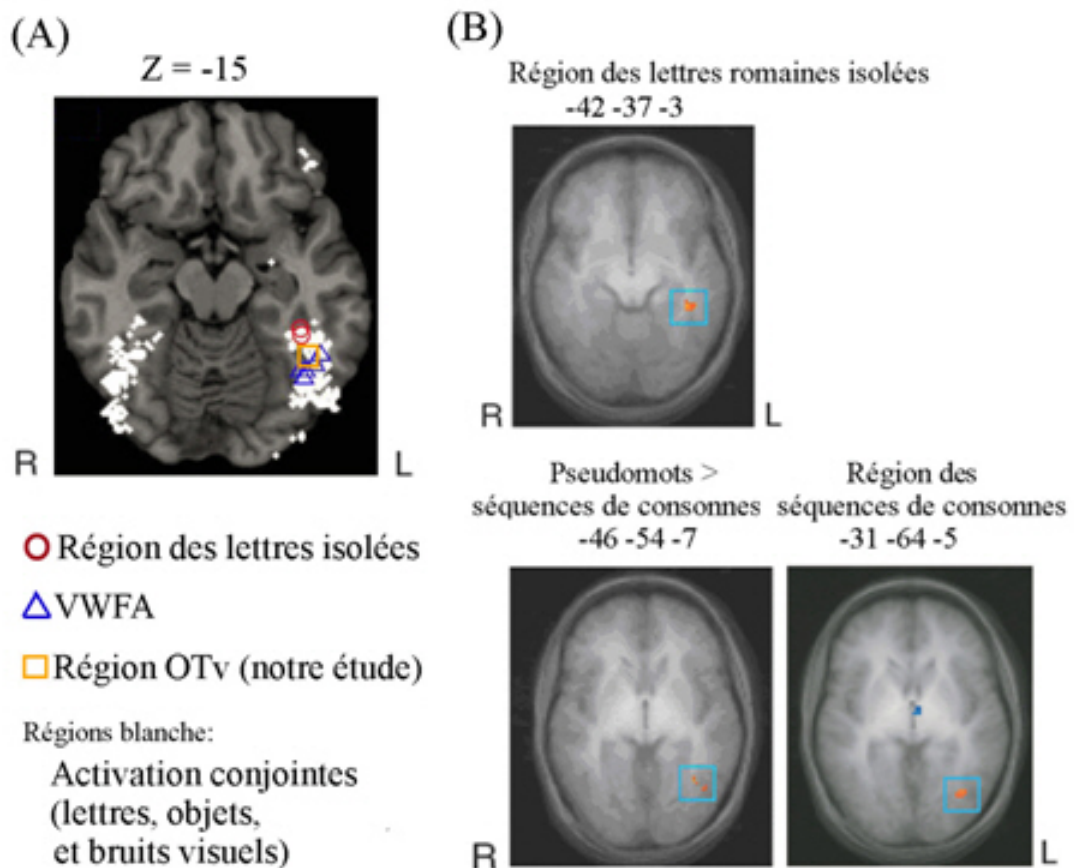 (A)
Z = -15
R
L
Région des lettres isolées
VWFA
Région OTv (notre étude)
Régions blanche:
Activation conjointes
(lettres, objets,
et bruits visuels)
(B)
Région des lettres romaines isolées
-42 -37 -3
R
L
Pseudomots >
séquences de consonnes
-46 -54 -7
Région des
séquences de consonnes
-31 -64 -5
R
L